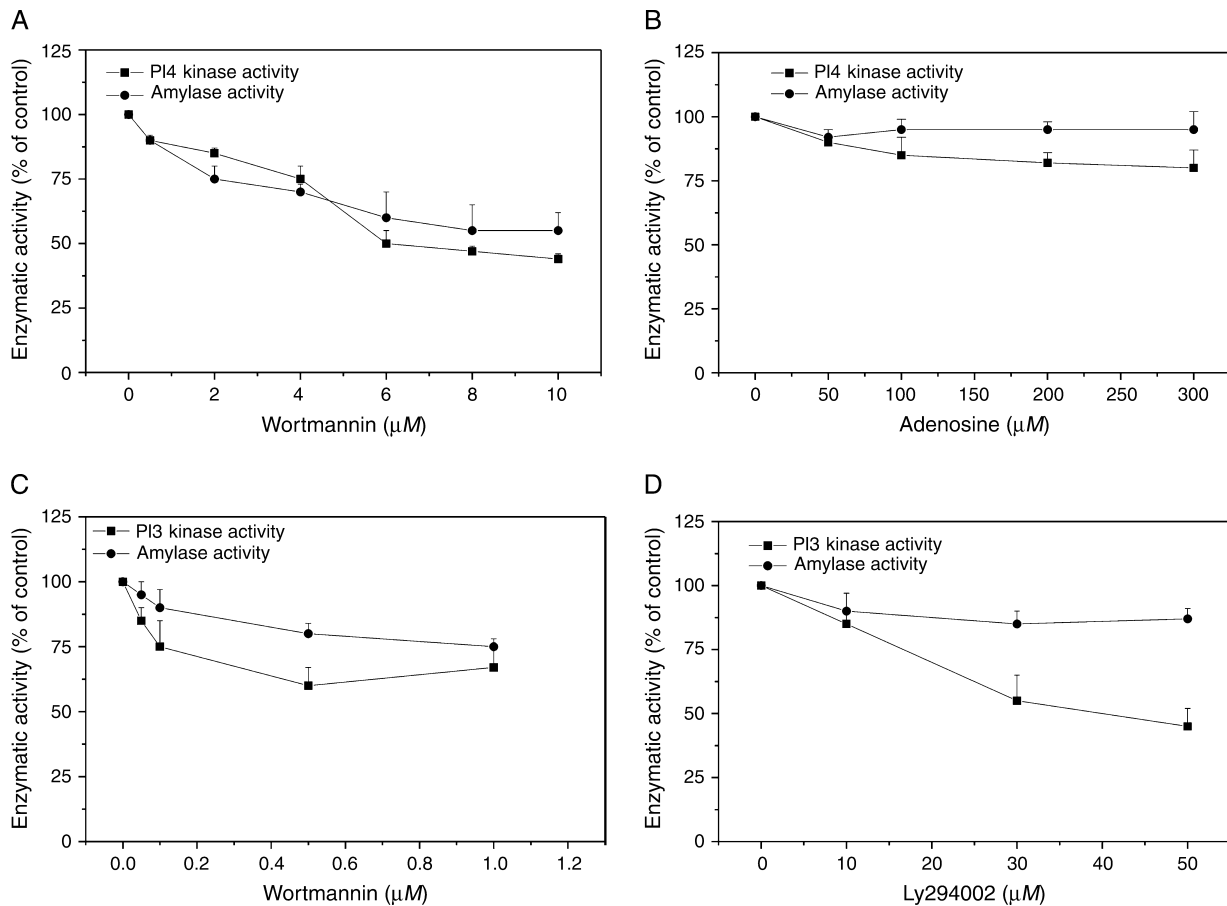 A
Enzymatic activity (% of control)
125
100
75
50
25
0
PI4 kinase activity
Amylase activity
0 2 4 6 8 10
Wortmannin (μM)
B
Enzymatic activity (% of control)
125
100
75
50
25
0
PI4 kinase activity
Amylase activity
0 50 100 150 200 250 300
Adenosine (μM)
C
Enzymatic activity (% of control)
125
100
75
50
25
0
PI3 kinase activity
Amylase activity
0.0 0.2 0.4 0.6 0.8 1.0 1.2
Wortmannin (μM)
D
Enzymatic activity (% of control)
125
100
75
50
25
0
PI3 kinase activity
Amylase activity
0 10 20 30 40 50
Ly294002 (μM)